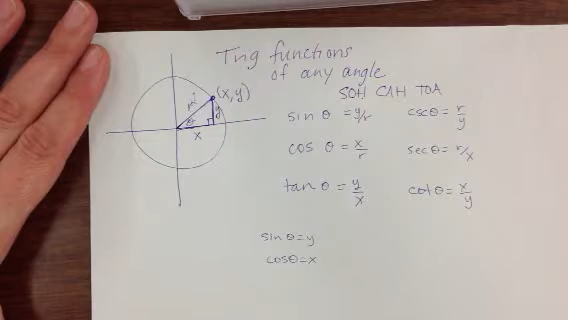 Trig functions
of any angle
SOH CAH TOA
(x,y)
r
y
θ
x
sin θ = y/r
csc θ = r/y
cos θ = x/r
sec θ = r/x
tan θ = y/x
cot θ = x/y
sin θ = y
cos θ = x